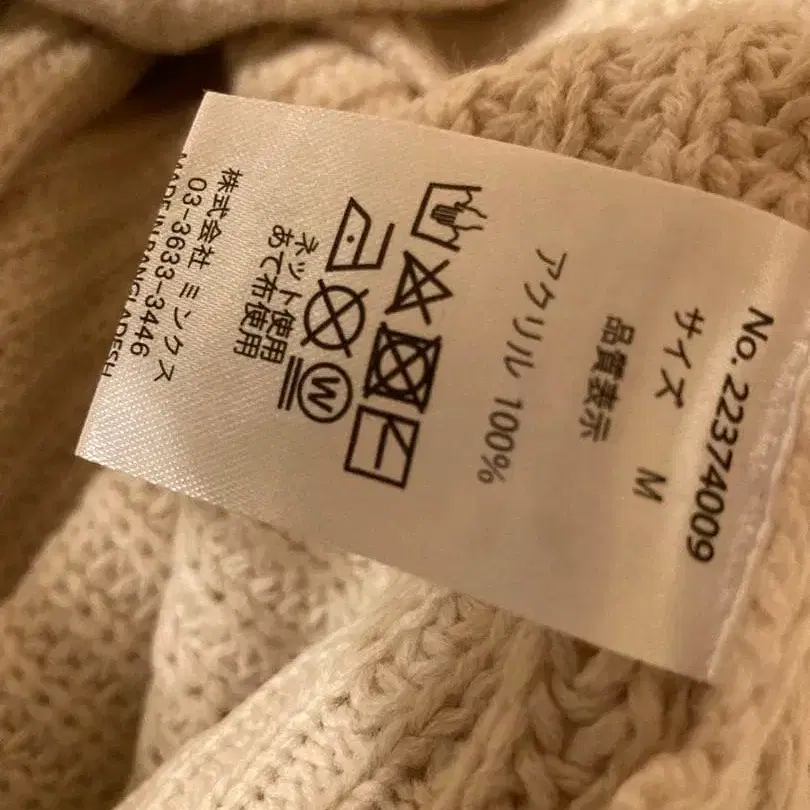 No. 22374009
サイズ M
品質表示
アクリル 100%
W
ネット使用
あて布使用
株式会社 ミンクス
03-3633-3446
MADE IN BANGLADESH